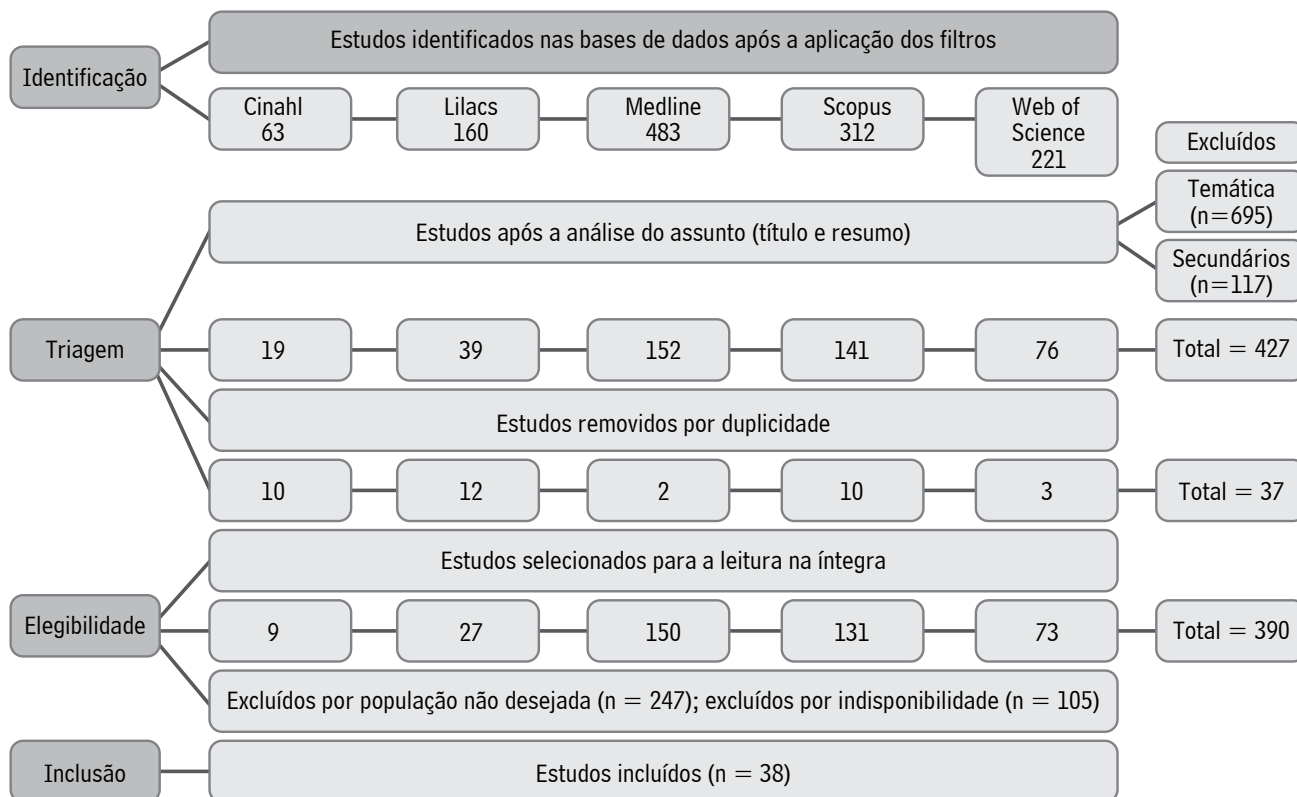 Estudos identificados nas bases de dados após a aplicação dos filtros
Identificação
Cinahl
63
Lilacs
160
Medline
483
Scopus
312
Web of
Science
221
Excluídos
Temática
(n=695)
Secundários
(n=117)
Estudos após a análise do assunto (título e resumo)
Triagem
19
39
152
141
76
Total = 427
Estudos removidos por duplicidade
10
12
2
10
3
Total = 37
Estudos selecionados para a leitura na íntegra
Elegibilidade
9
27
150
131
73
Total = 390
Excluídos por população não desejada (n = 247); excluídos por indisponibilidade (n = 105)
Inclusão
Estudos incluídos (n = 38)